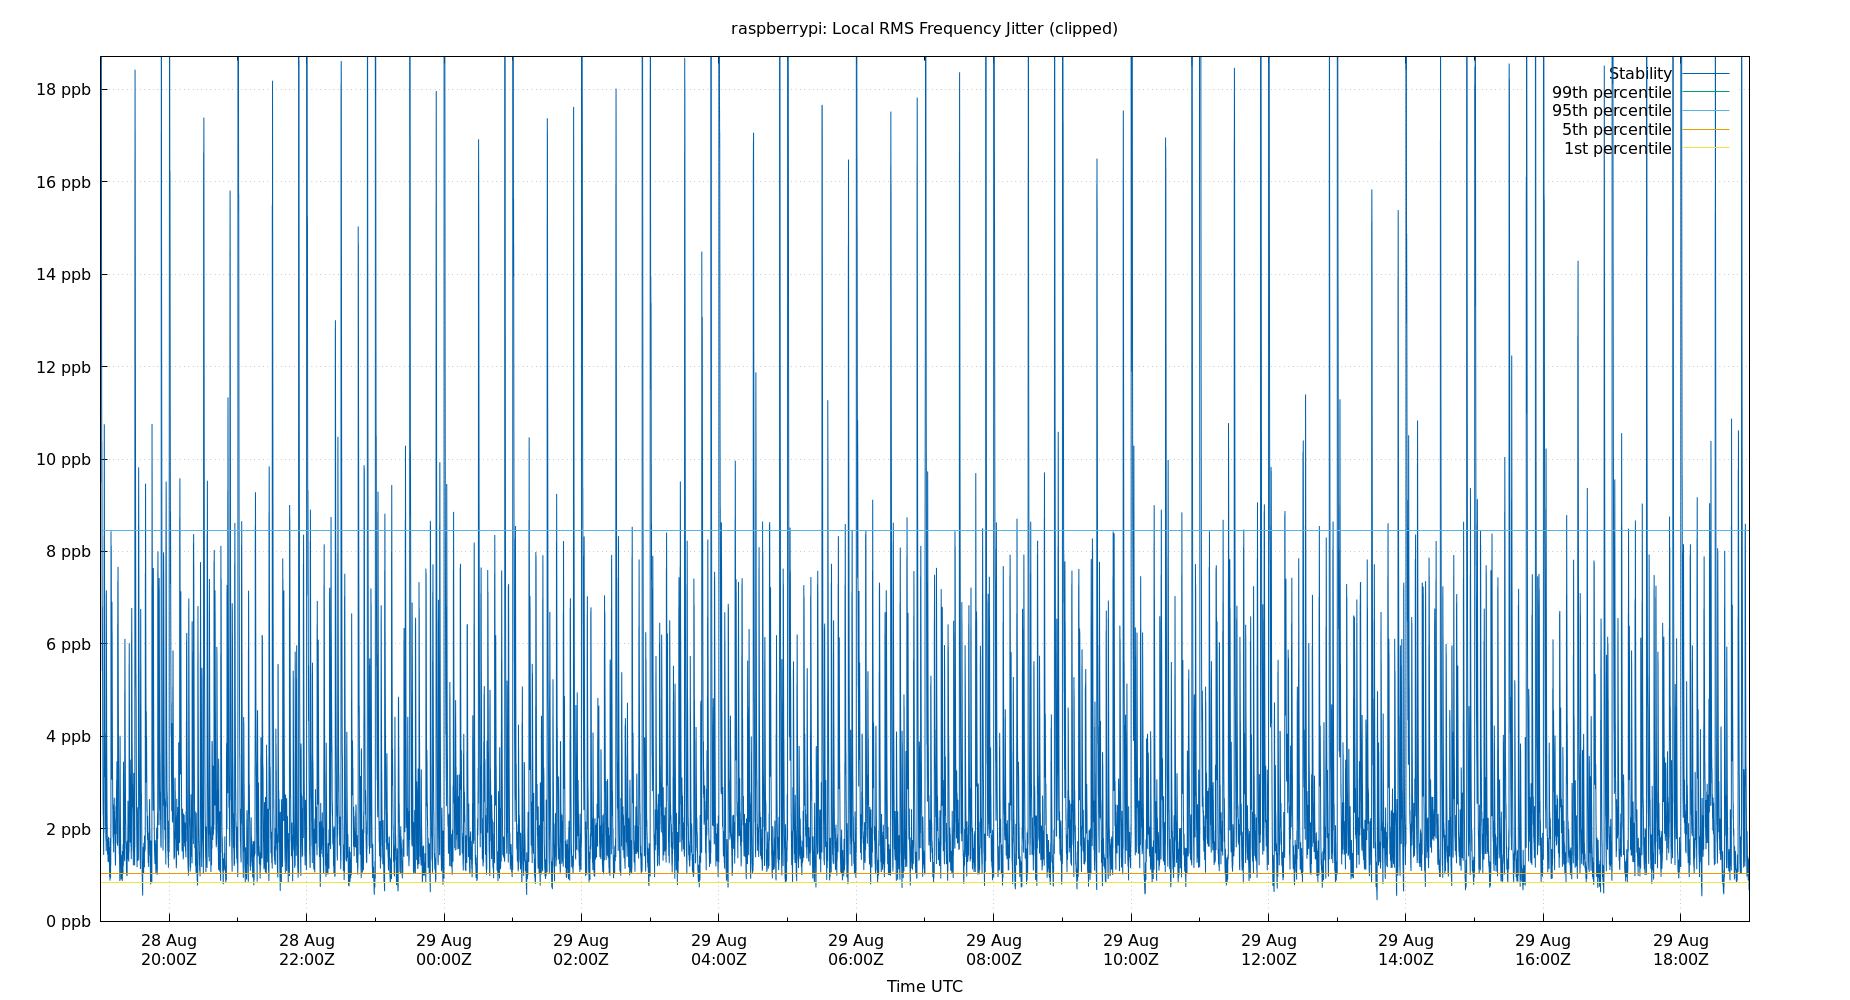 raspberrypi: Local RMS Frequency Jitter (clipped)
18 ppb
16 ppb
14 ppb
12 ppb
10 ppb
8 ppb
6 ppb
4 ppb
2 ppb
0 ppb
Stability
99th percentile
95th percentile
5th percentile
1st percentile
28 Aug 28 Aug 29 Aug 29 Aug 29 Aug 29 Aug 29 Aug 29 Aug 29 Aug 29 Aug 29 Aug 29 Aug
20:00Z 22:00Z 00:00Z 02:00Z 04:00Z 06:00Z 08:00Z 10:00Z 12:00Z 14:00Z 16:00Z 18:00Z
Time UTC